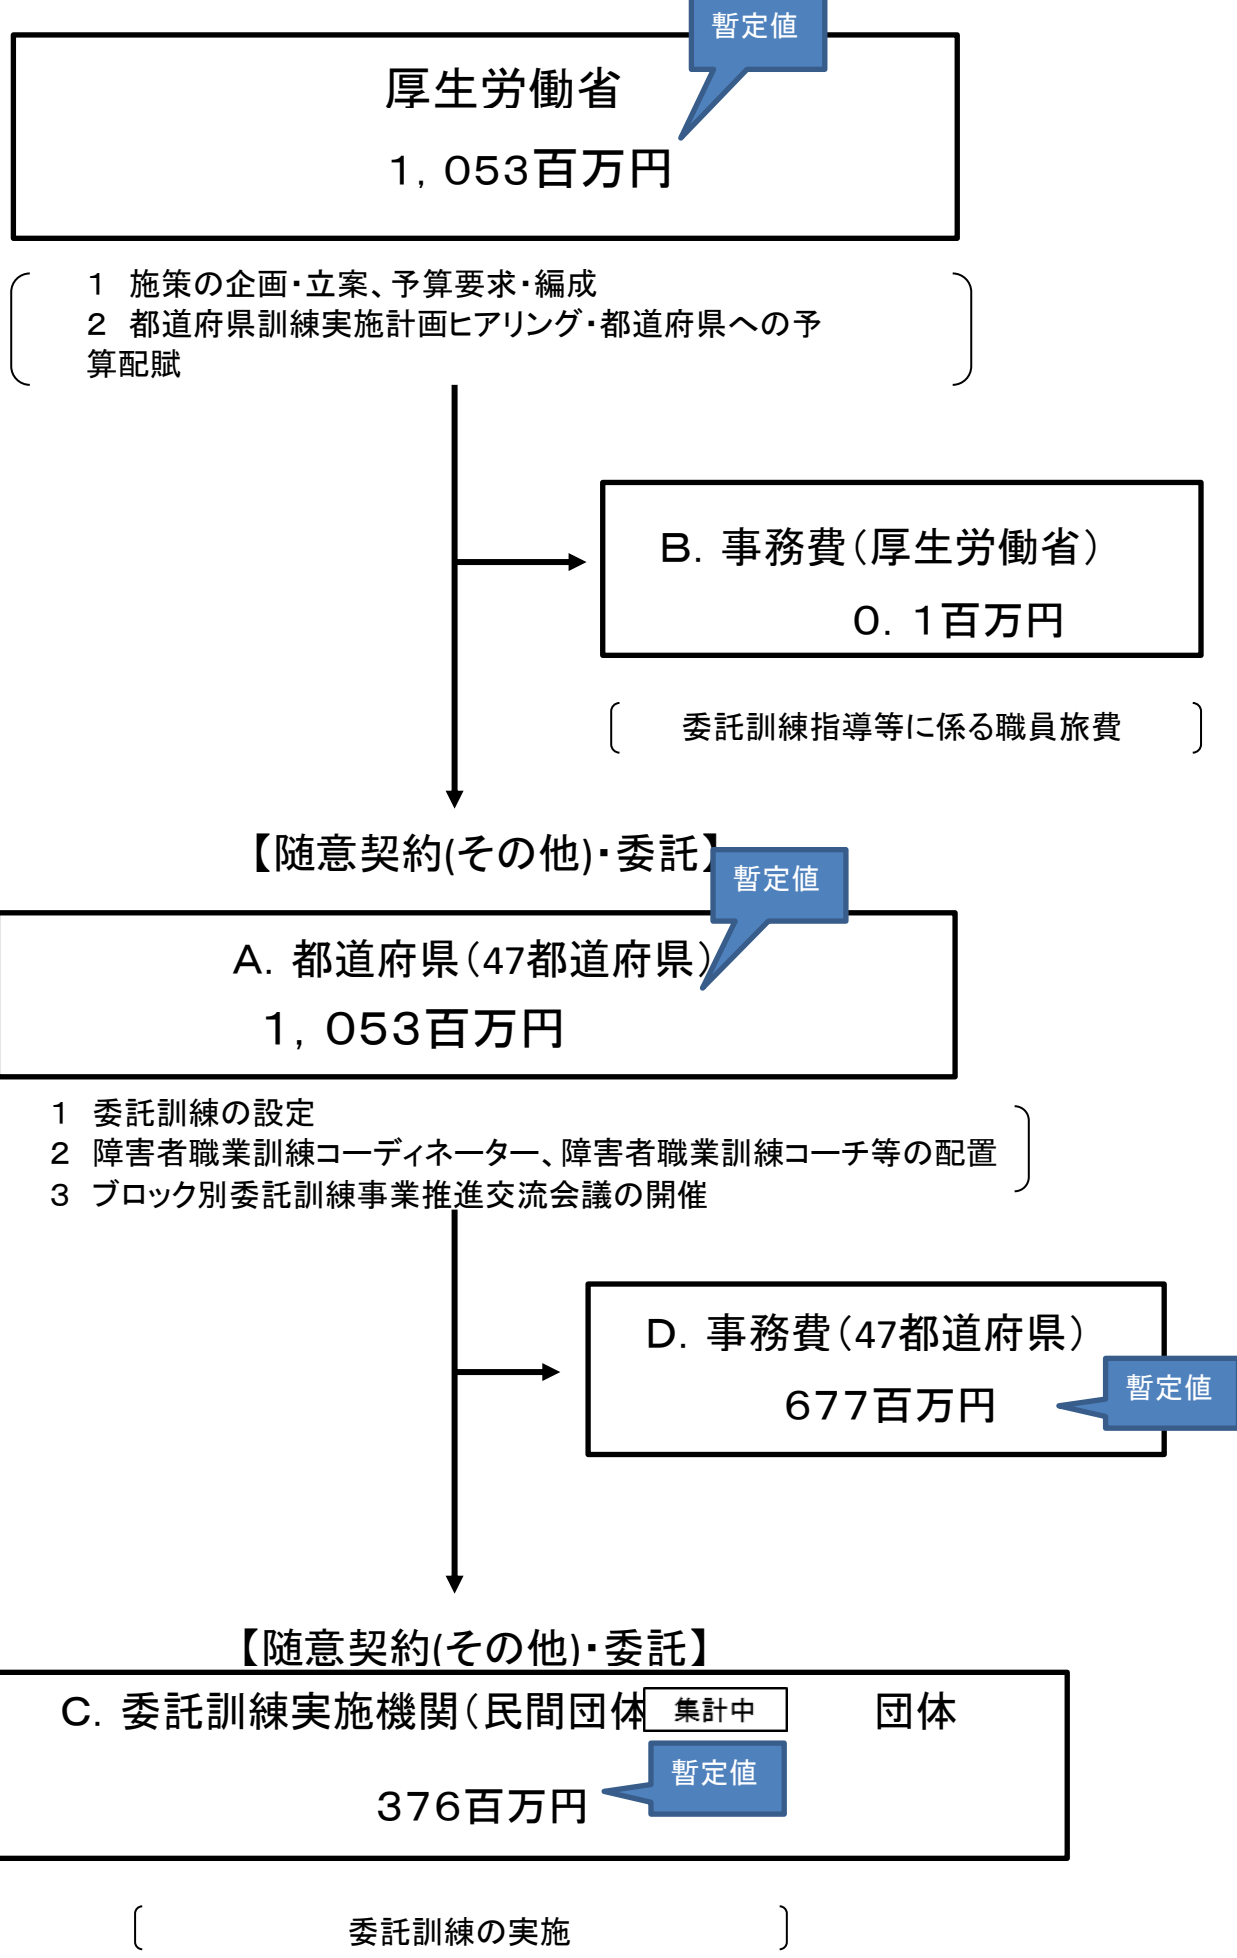 暫定値
厚生労働省
１，０５３百万円
１　施策の企画・立案、予算要求・編成
２　都道府県訓練実施計画ヒアリング・都道府県への予
算配賦
Ｂ．事務費（厚生労働省）
０．１百万円
委託訓練指導等に係る職員旅費
【随意契約(その他)・委託】
暫定値
Ａ．都道府県（47都道府県）
１，０５３百万円
１　委託訓練の設定
２　障害者職業訓練コーディネーター、障害者職業訓練コーチ等の配置
３　ブロック別委託訓練事業推進交流会議の開催
Ｄ．事務費（47都道府県）
暫定値
６７７百万円
【随意契約(その他)・委託】
Ｃ．委託訓練実施機関（民間団体 集計中 団体
暫定値
３７６百万円
委託訓練の実施